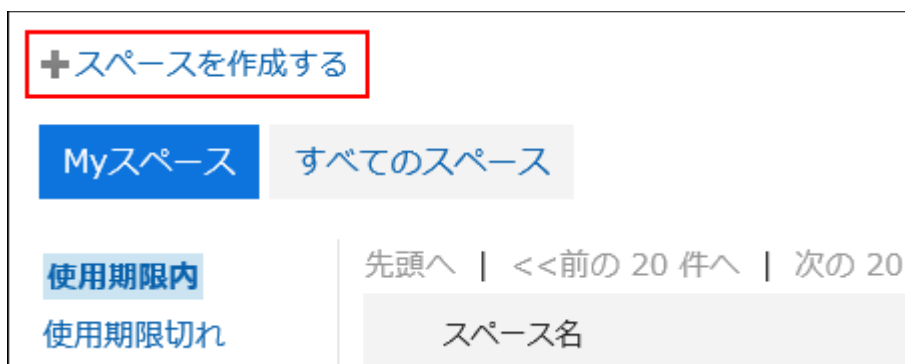 スペースを作成する
Myスペース すべてのスペース
使用期限内
使用期限切れ
先頭へ | <<前の 20 件へ | 次の 20
スペース名